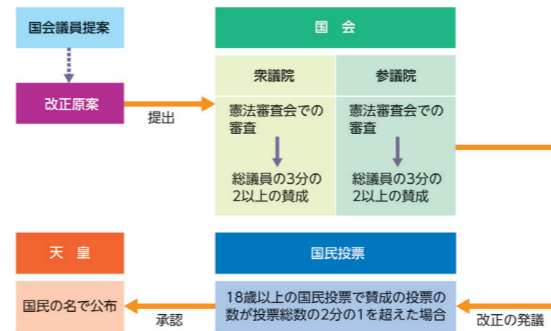 国会議員提案
改正原案
提出
国 会
衆議院
憲法審査会での
審査
総議員の3分の
2以上の賛成
参議院
憲法審査会での
審査
総議員の3分の
2以上の賛成
改正の発議
国民投票
18歳以上の国民投票で賛成の投票の
数が投票総数の2分の1を超えた場合
承認
天 皇
国民の名で公布